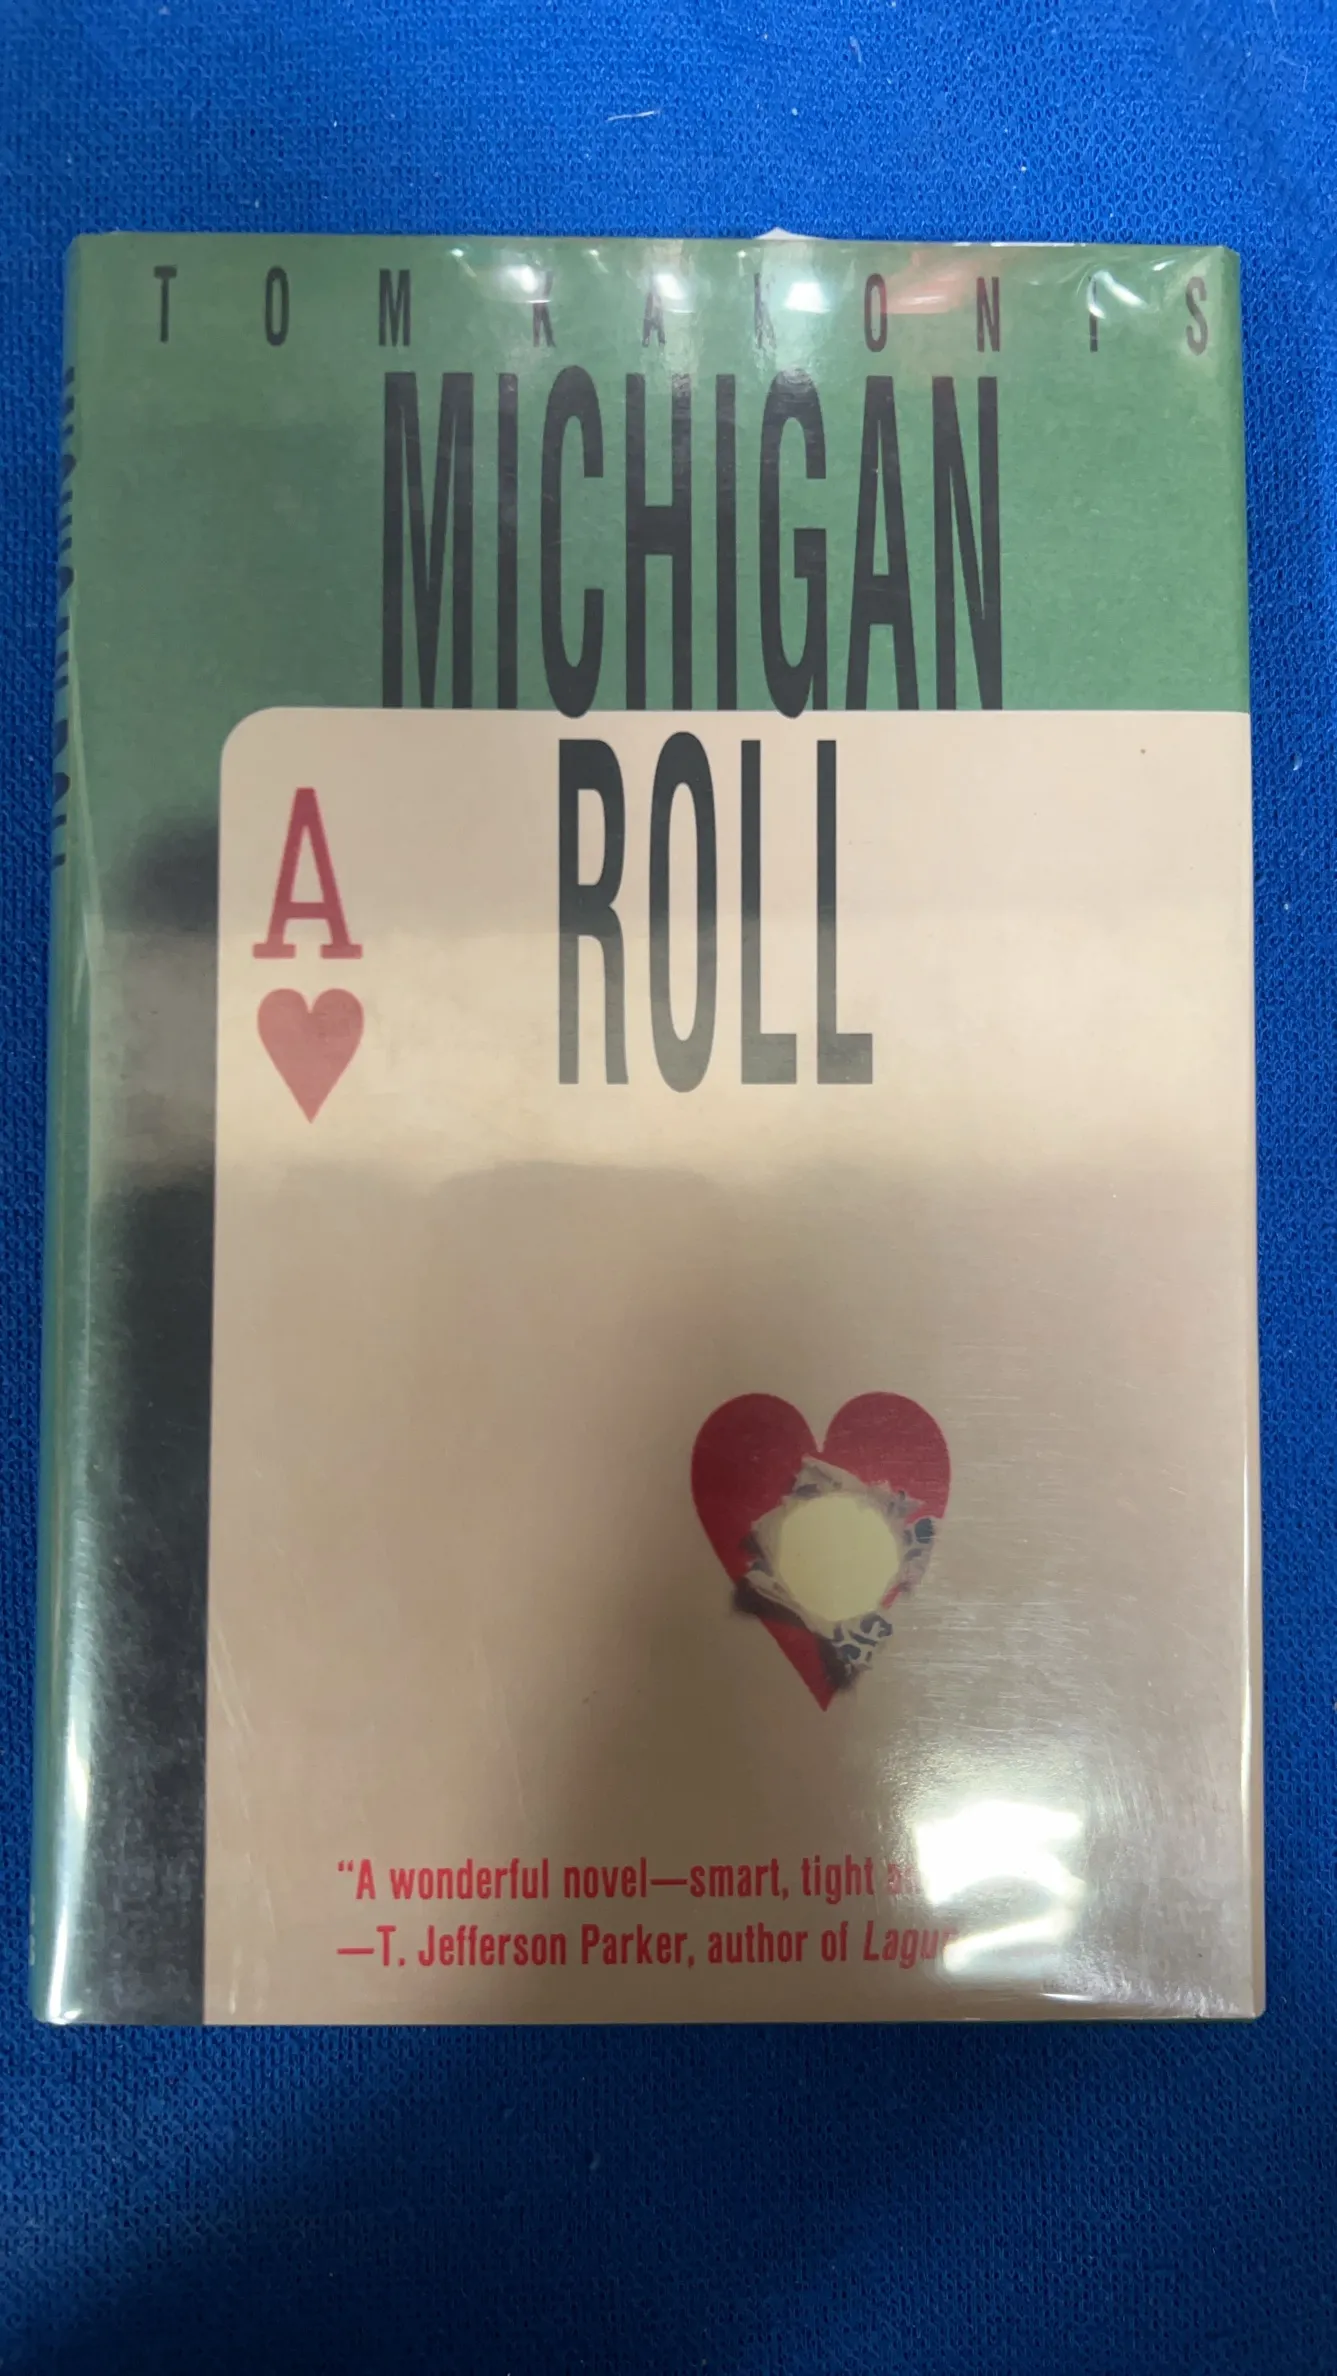 TOM KAKONIS
MICHIGAN
ROLL
A
“A wonderful novel—smart, tight
—T. Jefferson Parker, author of